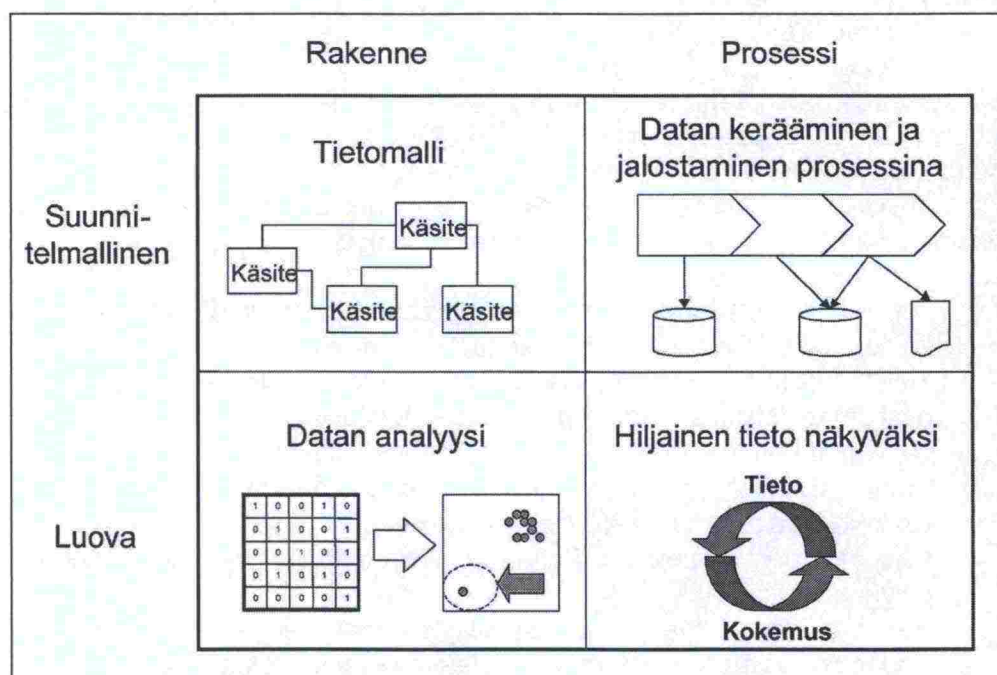 Rakenne
Prosessi
Suunni-
telmallinen
Tietomalli
Käsite
Käsite
Käsite
Käsite
Datan kerääminen ja
jalostaminen prosessina
Luova
Datan analyysi
1 0 0 1 0
0 1 0 0 1
0 0 1 0 1
0 1 0 1 0
0 0 0 0 1
Hiljainen tieto näkyväksi
Tieto
Kokemus